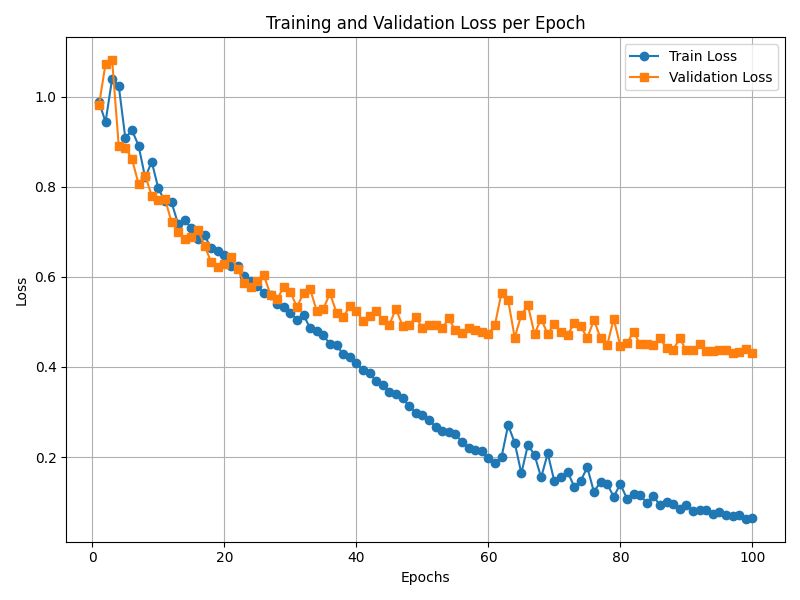 Training and Validation Loss per Epoch
Train Loss
Validation Loss
1.0
0.8
0.6
0.4
0.2
Loss
0 20 40 60 80 100
Epochs